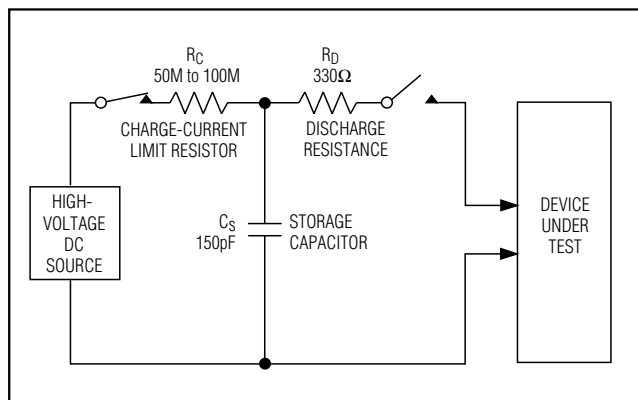 R_C
50M to 100M
CHARGE-CURRENT
LIMIT RESISTOR
R_D
330Ω
DISCHARGE
RESISTANCE
HIGH-
VOLTAGE
DC
SOURCE
C_S
150pF
STORAGE
CAPACITOR
DEVICE
UNDER
TEST